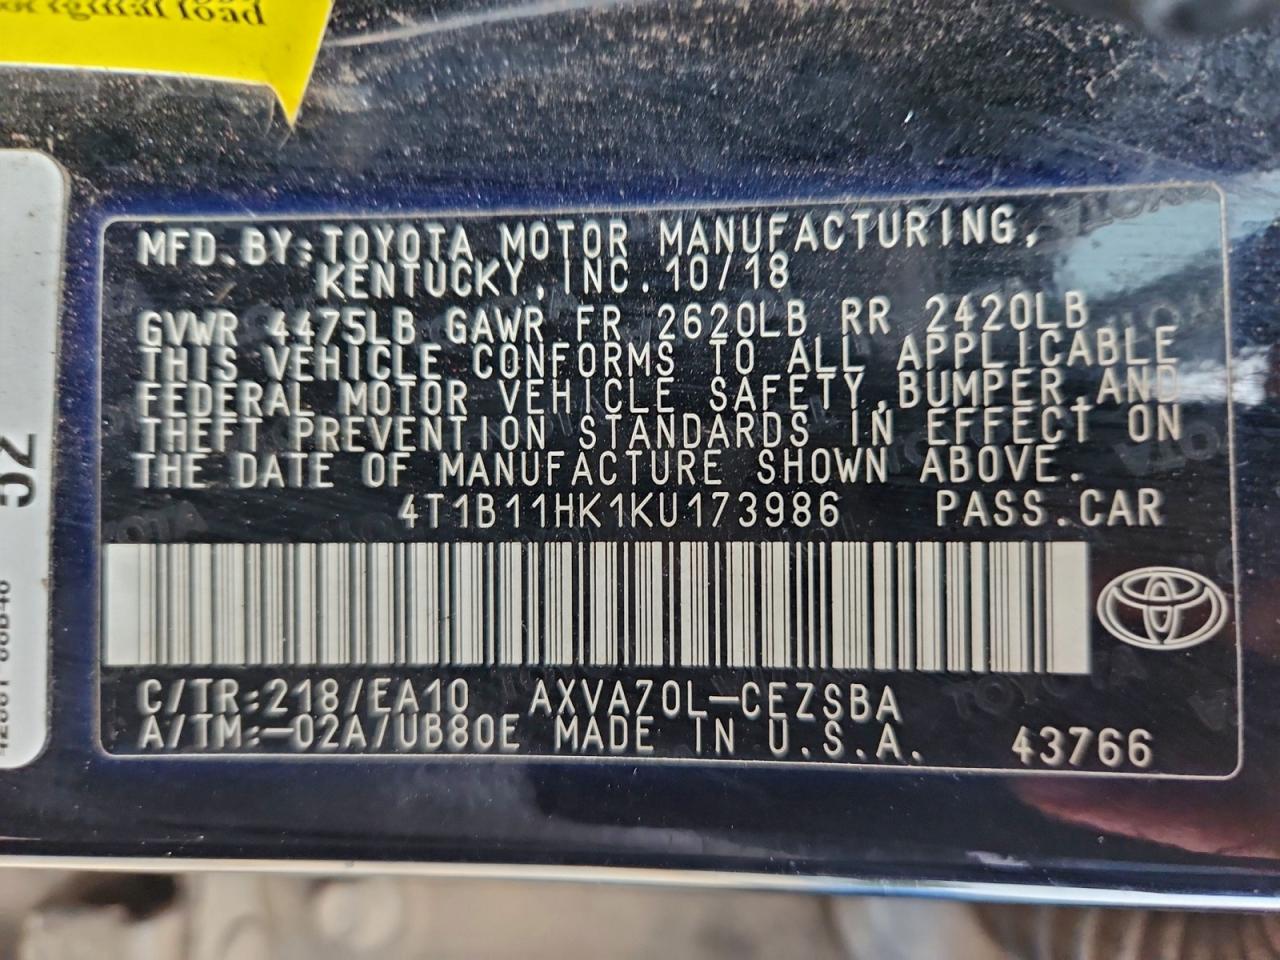 original load
MFD.BY:TOYOTA MOTOR MANUFACTURING,
KENTUCKY,INC.10/18
GVWR 4475LB GAWR FR 2620LB RR 2420LB
THIS VEHICLE CONFORMS TO ALL APPLICABLE
FEDERAL MOTOR VEHICLE SAFETY,BUMPER,AND
THEFT PREVENTION STANDARDS IN EFFECT ON
THE DATE OF MANUFACTURE SHOWN ABOVE.
4T1B11HK1KU173986 PASS.CAR
C/TR:218/EA10 AXVA70L-CEZSBA
A/TM:-02A/UB80E MADE IN U.S.A. 43766